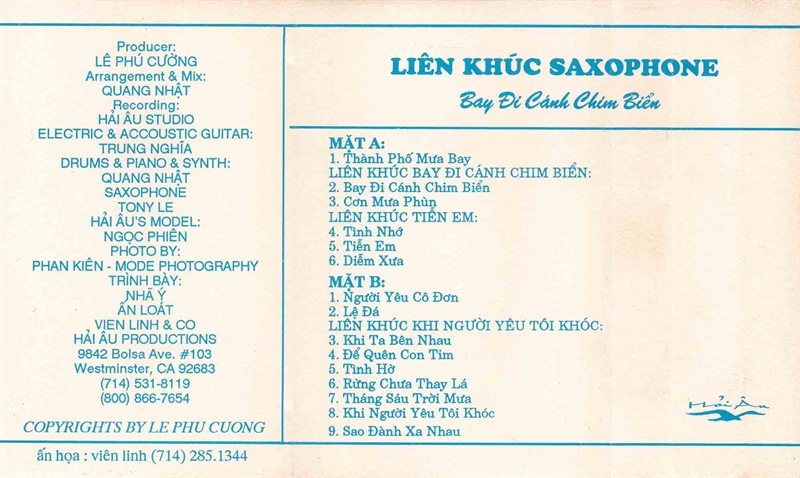 Producer:
LÊ PHÚ CƯỜNG
Arrangement & Mix:
QUANG NHẬT
Recording:
HẢI ÂU STUDIO
ELECTRIC & ACCOUSTIC GUITAR:
TRUNG NGHĨA
DRUMS & PIANO & SYNTH:
QUANG NHẬT
SAXOPHONE
TONY LE
HẢI ÂU'S MODEL:
NGỌC PHIÊN
PHOTO BY:
PHAN KIÊN - MODE PHOTOGRAPHY
TRÌNH BÀY:
NHÃ Ý
ẤN LOÁT
VIEN LINH & CO
HẢI ÂU PRODUCTIONS
9842 Bolsa Ave. #103
Westminster, CA 92683
(714) 531-8119
(800) 866-7654
COPYRIGHTS BY LE PHU CUONG
ấn họa : viên linh (714) 285.1344
LIÊN KHÚC SAXOPHONE
Bay Đi Cánh Chim Biển
MẶT A:
1. Thành Phố Mưa Bay
LIÊN KHÚC BAY ĐI CÁNH CHIM BIỂN:
2. Bay Đi Cánh Chim Biển
3. Cơn Mưa Phùn
LIÊN KHÚC TIỄN EM:
4. Tình Nhớ
5. Tiễn Em
6. Diễm Xưa
MẶT B:
1. Người Yêu Cô Đơn
2. Lệ Đá
LIÊN KHÚC KHI NGƯỜI YÊU TÔI KHÓC:
3. Khi Ta Bên Nhau
4. Để Quên Con Tim
5. Tình Hờ
6. Rừng Chưa Thay Lá
7. Tháng Sáu Trời Mưa
8. Khi Người Yêu Tôi Khóc
9. Sao Đành Xa Nhau
Hải Âu